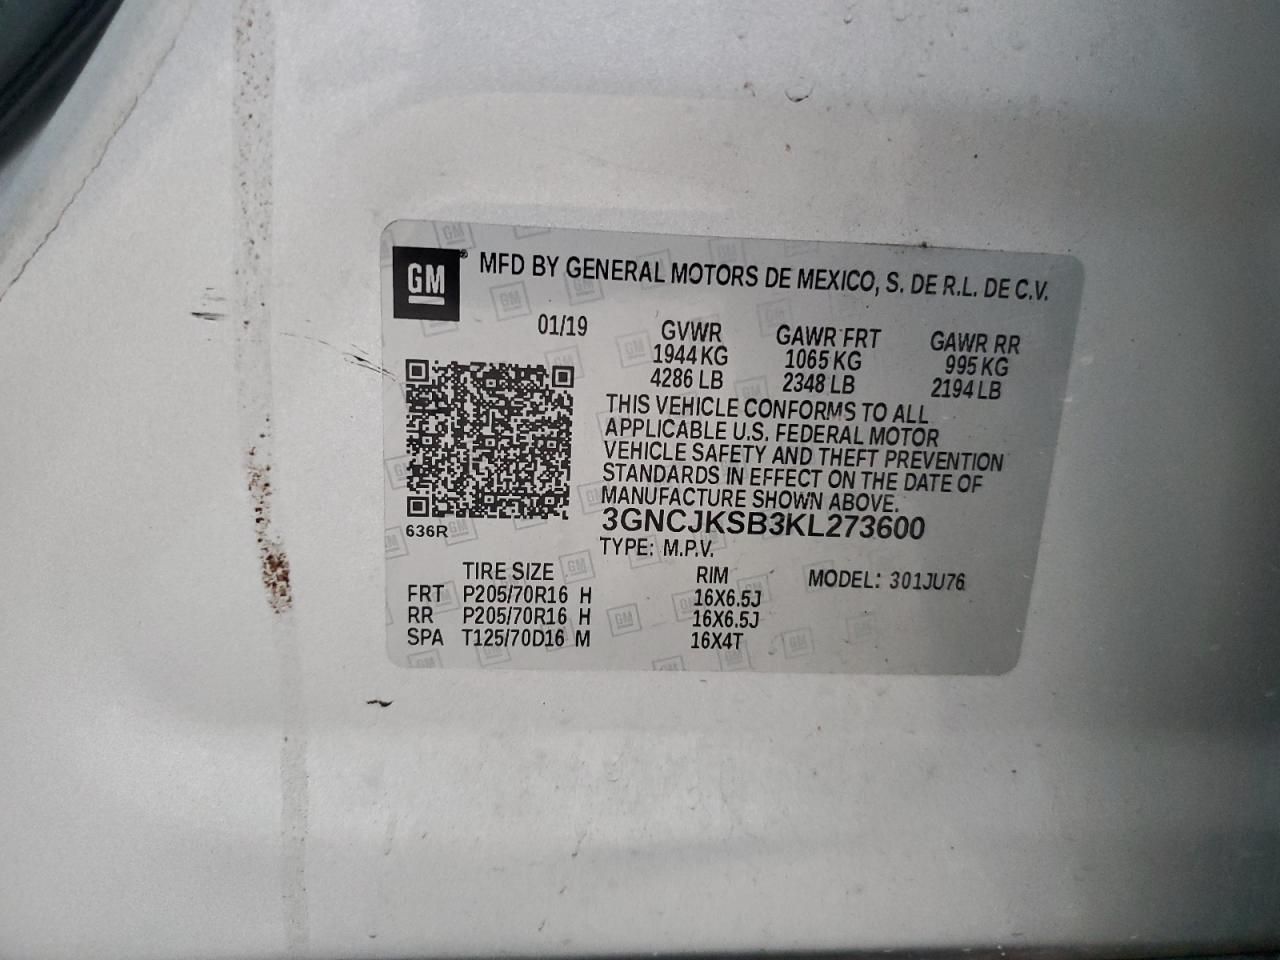 GM ® MFD BY GENERAL MOTORS DE MEXICO, S. DE R.L. DE C.V.
01/19 GVWR GAWR FRT GAWR RR
1944 KG 1065 KG 995 KG
4286 LB 2348 LB 2194 LB
THIS VEHICLE CONFORMS TO ALL
APPLICABLE U.S. FEDERAL MOTOR
VEHICLE SAFETY AND THEFT PREVENTION
STANDARDS IN EFFECT ON THE DATE OF
MANUFACTURE SHOWN ABOVE.
636R 3GNCJKSB3KL273600
TYPE: M.P.V.
TIRE SIZE RIM MODEL: 301JU76
FRT P205/70R16 H 16X6.5J
RR P205/70R16 H 16X6.5J
SPA T125/70D16 M 16X4T